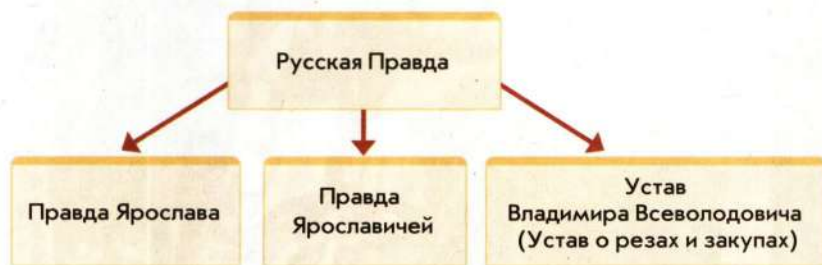 Русская Правда
Правда Ярослава
Правда
Ярославичей
Устав
Владимира Всеволодовича
(Устав о резах и закупах)